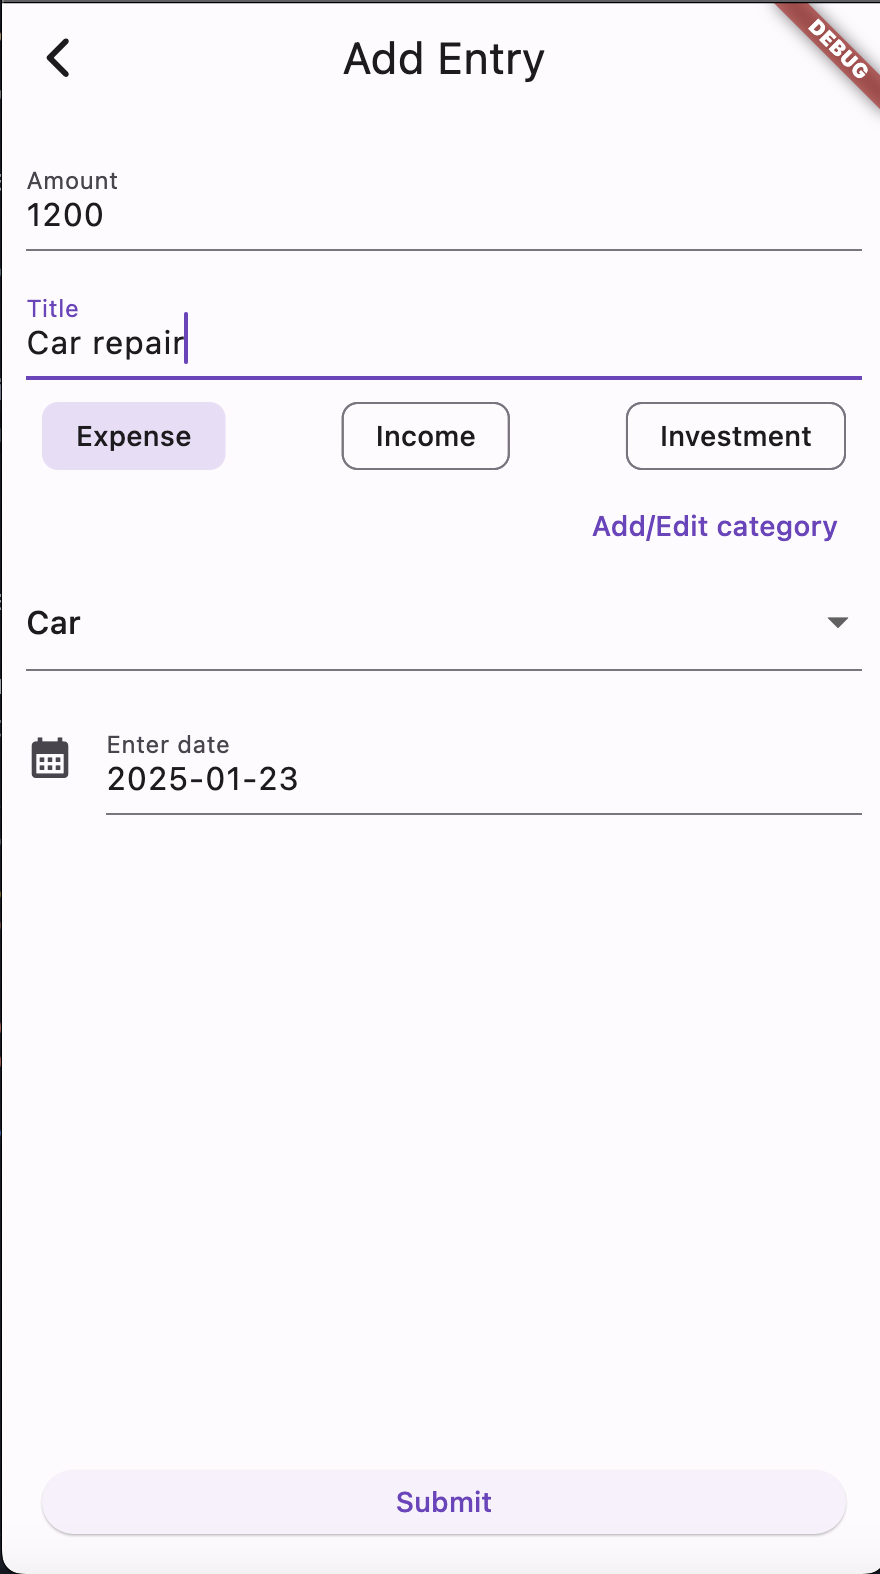 Add Entry
DEBUG
Amount
1200
Title
Car repair
Expense Income Investment
Add/Edit category
Car
Enter date
2025-01-23
Submit